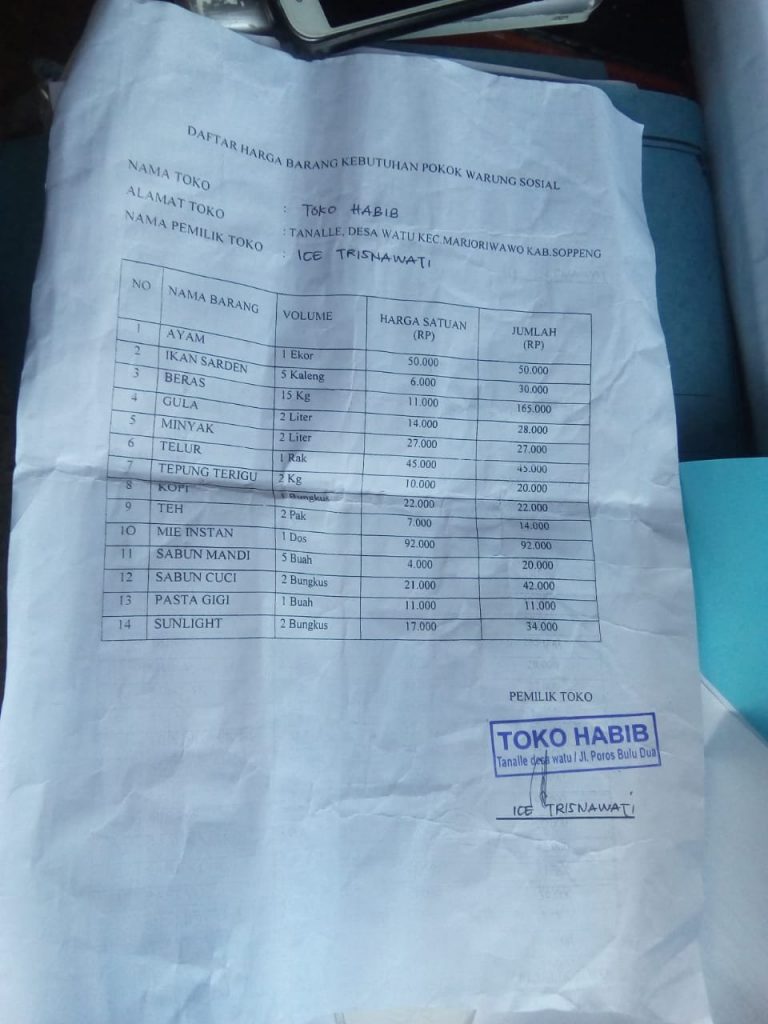 DAFTAR HARGA BARANG KEBUTUHAN POKOK WARUNG SOSIAL
NAMA TOKO : TOKO HABIB
ALAMAT TOKO : TANALLE, DESA WATU KEC.MARJORIWAWO KAB.SOPPENG
NAMA PEMILIK TOKO : ICE TRISNAWATI
NO NAMA BARANG VOLUME HARGA SATUAN (RP) JUMLAH (RP)
1 AYAM 1 Ekor 50.000 50.000
2 IKAN SARDEN 5 Kaleng 6.000 30.000
3 BERAS 15 Kg 11.000 165.000
4 GULA 2 Liter 14.000 28.000
5 MINYAK 2 Liter 27.000 27.000
6 TELUR 1 Rak 45.000 45.000
7 TEPUNG TERIGU 2 Kg 10.000 20.000
8 KOPI 1 Bungkus 22.000 22.000
9 TEH 2 Pak 7.000 14.000
10 MIE INSTAN 1 Dos 92.000 92.000
11 SABUN MANDI 5 Buah 4.000 20.000
12 SABUN CUCI 2 Bungkus 21.000 42.000
13 PASTA GIGI 1 Buah 11.000 11.000
14 SUNLIGHT 2 Bungkus 17.000 34.000
PEMILIK TOKO
TOKO HABIB
Tanalle desa watu / Jl. Poros Bulu Dua
ICE TRISNAWATI